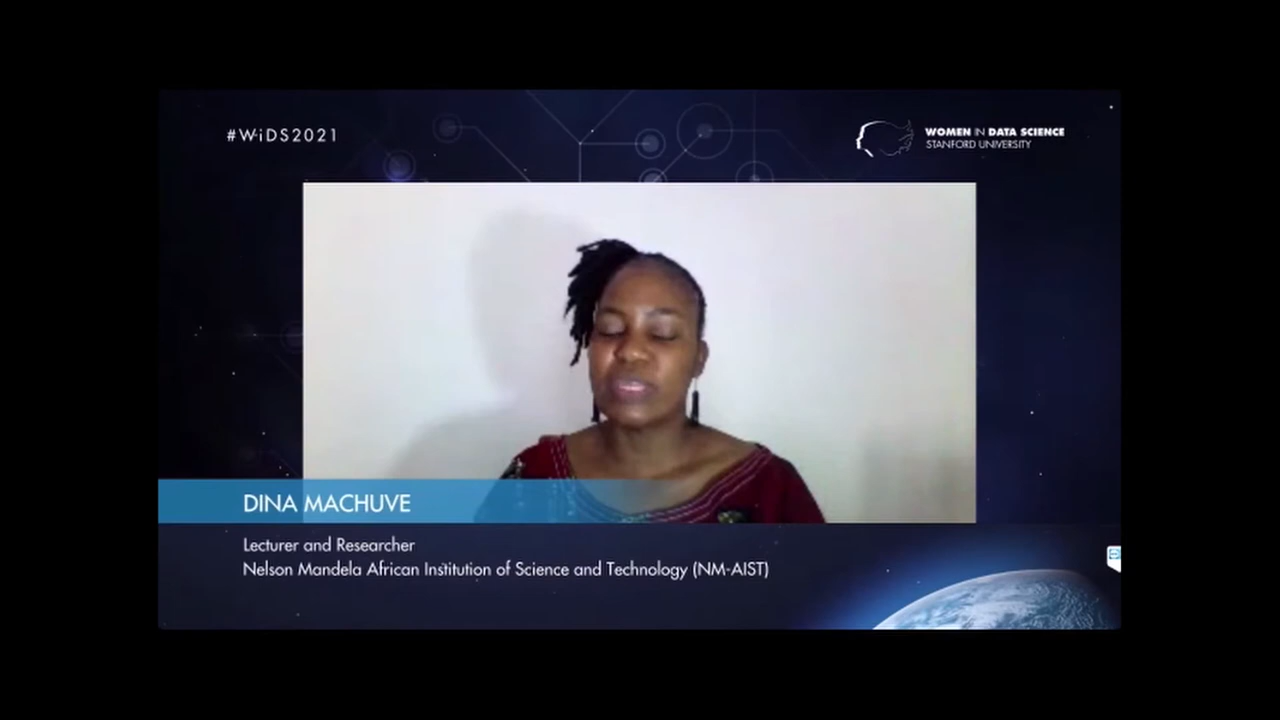 #WiDS2021
WOMEN IN DATA SCIENCE
STANFORD UNIVERSITY
DINA MACHUVE
Lecturer and Researcher
Nelson Mandela African Institution of Science and Technology (NM-AIST)